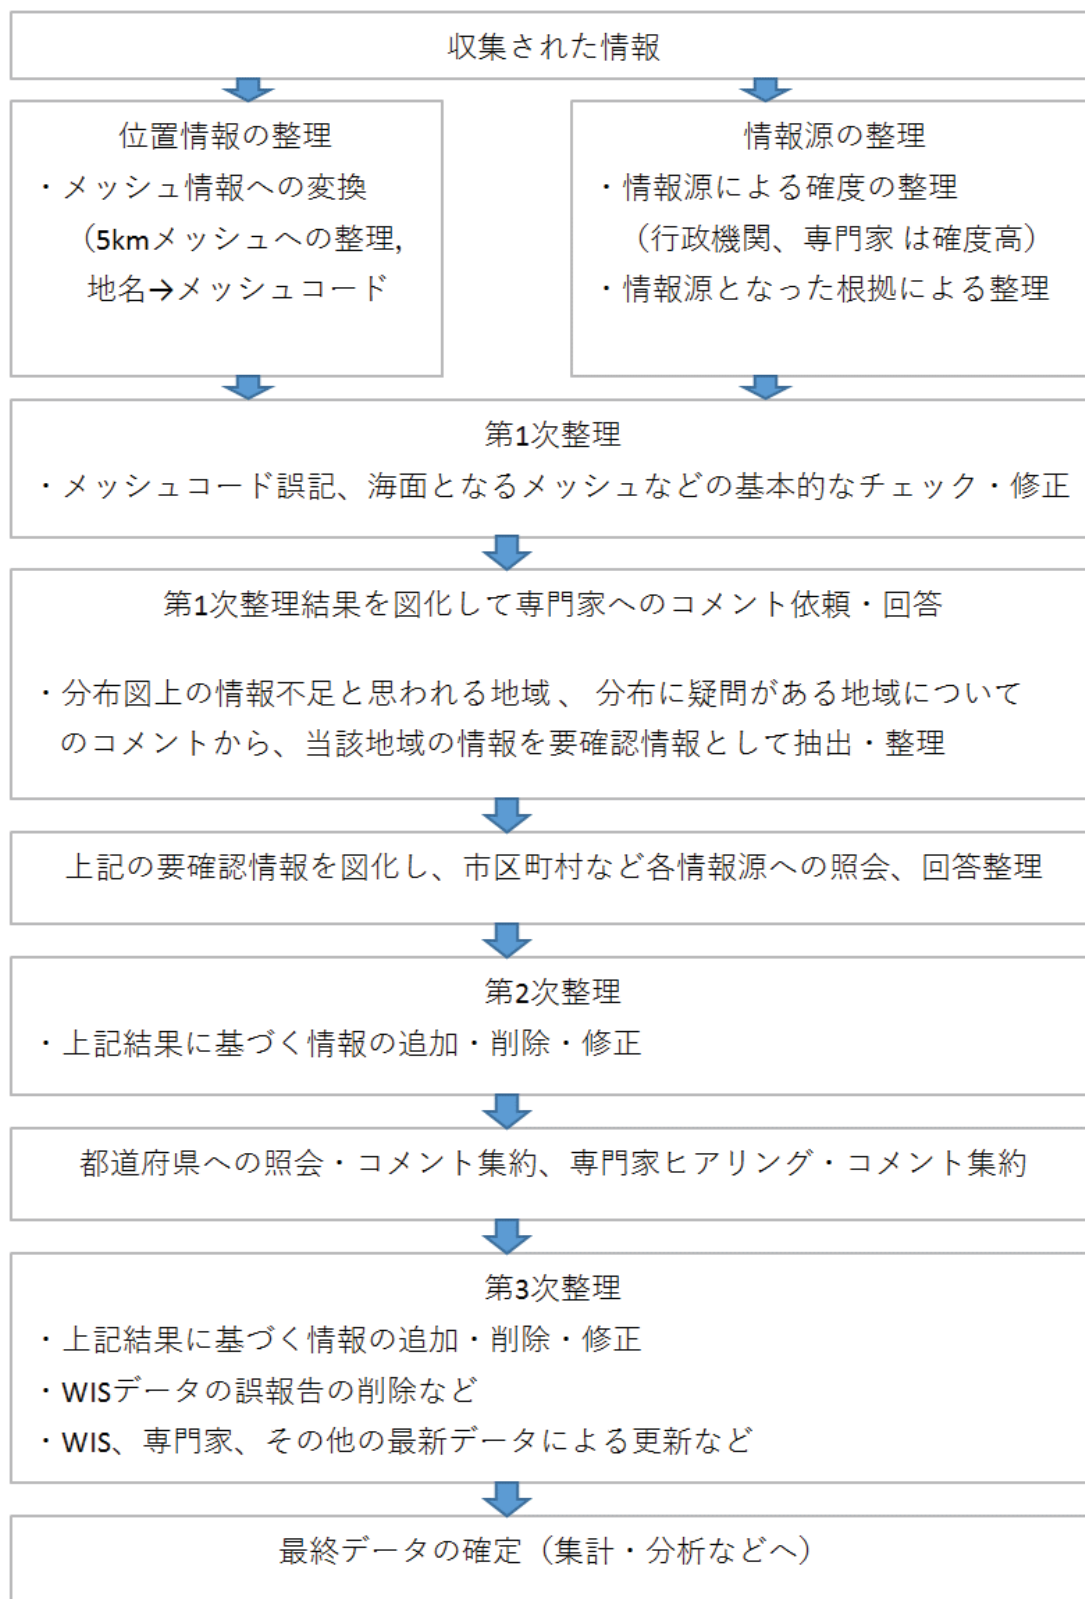 収集された情報
位置情報の整理
・メッシュ情報への変換
（5kmメッシュへの整理,
地名→メッシュコード
情報源の整理
・情報源による確度の整理
（行政機関、専門家 は確度高）
・情報源となった根拠による整理
第1次整理
・メッシュコード誤記、海面となるメッシュなどの基本的なチェック・修正
第1次整理結果を図化して専門家へのコメント依頼・回答
・分布図上の情報不足と思われる地域 、 分布に疑問がある地域について
のコメントから、当該地域の情報を要確認情報として抽出・整理
上記の要確認情報を図化し、市区町村など各情報源への照会、回答整理
第2次整理
・上記結果に基づく情報の追加・削除・修正
都道府県への照会・コメント集約、専門家ヒアリング・コメント集約
第3次整理
・上記結果に基づく情報の追加・削除・修正
・WISデータの誤報告の削除など
・WIS、専門家、その他の最新データによる更新など
最終データの確定（集計・分析などへ）